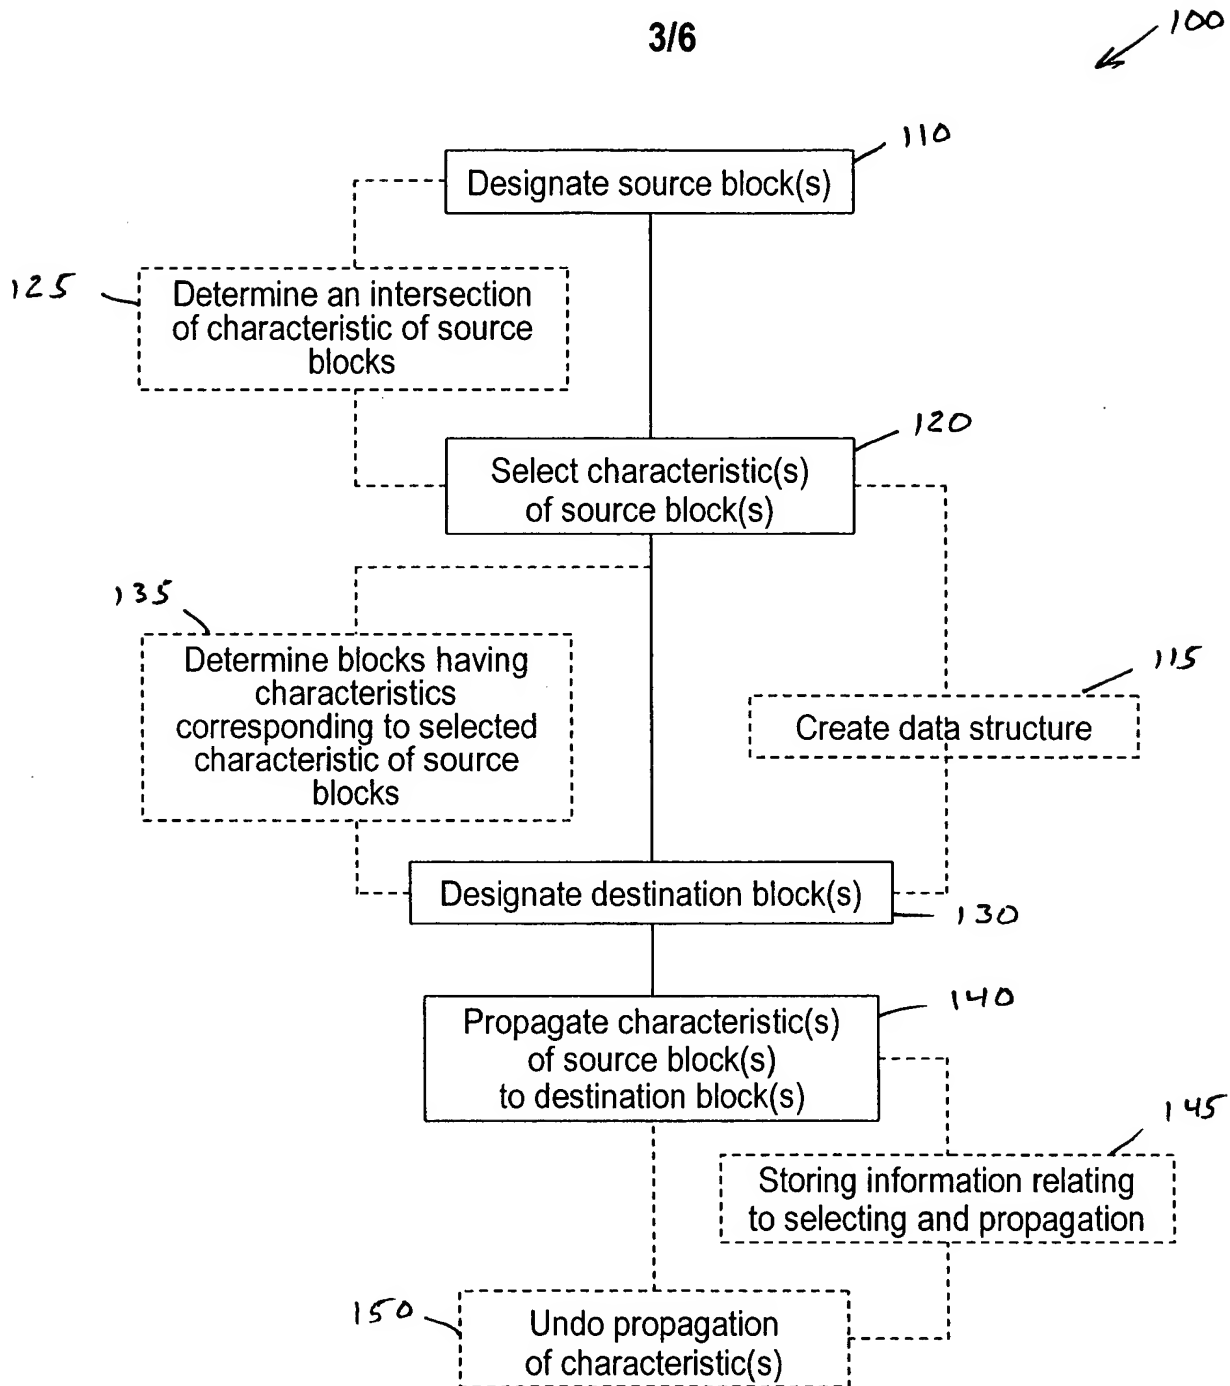 3/6
100
110
Designate source block(s)
125
Determine an intersection
of characteristic of source
blocks
120
Select characteristic(s)
of source block(s)
135
Determine blocks having
characteristics
corresponding to selected
characteristic of source
blocks
115
Create data structure
Designate destination block(s)
130
140
Propagate characteristic(s)
of source block(s)
to destination block(s)
145
Storing information relating
to selecting and propagation
150
Undo propagation
of characteristic(s)